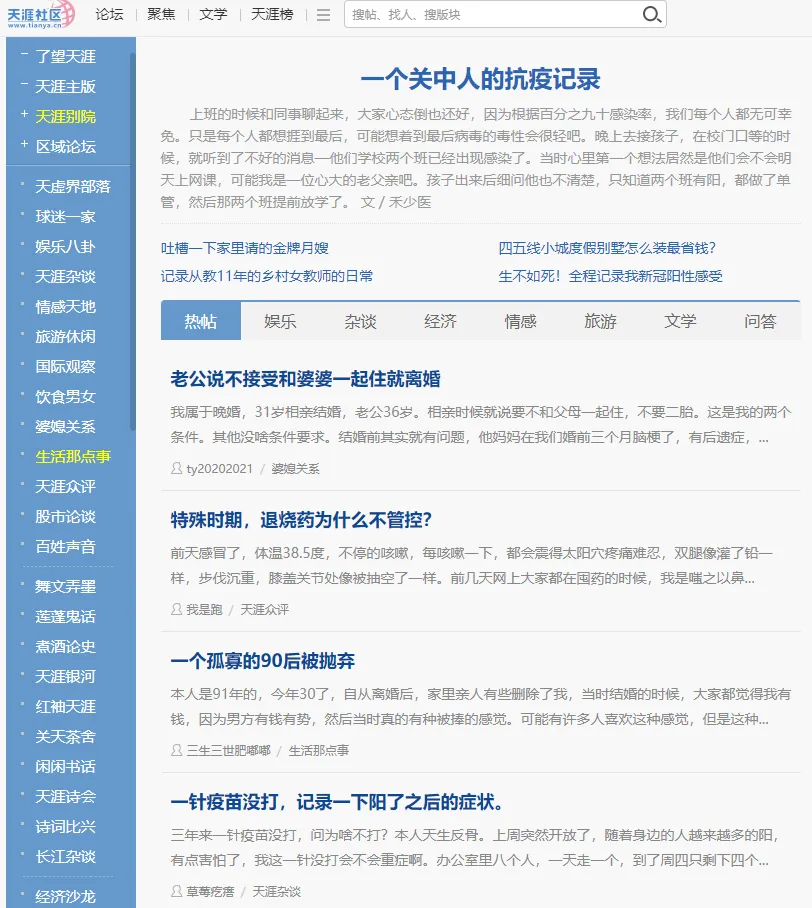 天涯社区
www.tianya.cn
论坛 聚焦 文学 天涯榜 搜帖、找人、搜版块
了望天涯
天涯主版
天涯别院
区域论坛
天虚界部落
球迷一家
娱乐八卦
天涯杂谈
情感天地
旅游休闲
国际观察
饮食男女
婆媳关系
生活那点事
天涯众评
股市论谈
百姓声音
舞文弄墨
莲蓬鬼话
煮酒论史
天涯银河
红袖天涯
关天茶舍
闲闲书话
天涯诗会
诗词比兴
长江杂谈
经济沙龙
一个关中人的抗疫记录
上班的时候和同事聊起来，大家心态倒也还好，因为根据百分之九十感染率，我们每个人都无可幸
免。只是每个人都想捱到最后，可能想着到最后病毒的毒性会很轻吧。晚上去接孩子，在校门口等的时
候，就听到了不好的消息—他们学校两个班已经出现感染了。当时心里第一个想法居然是他们会不会明
天上网课，可能我是一位心大的老父亲吧。孩子出来后细问他也不清楚，只知道两个班有阳，都做了单
管，然后那两个班提前放学了。 文 / 禾少医
吐槽一下家里请的金牌月嫂 四五线小城度假别墅怎么装最省钱?
记录从教11年的乡村女教师的日常 生不如死！全程记录我新冠阳性感受
热帖 娱乐 杂谈 经济 情感 旅游 文学 问答
老公说不接受和婆婆一起住就离婚
我属于晚婚，31岁相亲结婚，老公36岁。相亲时候就说要不和父母一起住，不要二胎。这是我的两个
条件。其他没啥条件要求。结婚前其实就有问题，他妈妈在我们婚前三个月脑梗了，有后遗症，...
ty20202021 / 婆媳关系
特殊时期，退烧药为什么不管控?
前天感冒了，体温38.5度，不停的咳嗽，每咳嗽一下，都会震得太阳穴疼痛难忍，双腿像灌了铅一
样，步伐沉重，膝盖关节处像被抽空了一样。前几天网上大家都在囤药的时候，我是嗤之以鼻...
我是跑 / 天涯众评
一个孤寡的90后被抛弃
本人是91年的，今年30了，自从离婚后，家里亲人有些删除了我，当时结婚的时候，大家都觉得我有
钱，因为男方有钱有势，然后当时真的有种被捧的感觉。可能有许多人喜欢这种感觉，但是这种...
三生三世肥嘟嘟 / 生活那点事
一针疫苗没打，记录一下阳了之后的症状。
三年来一针疫苗没打，问为啥不打？本人天生反骨。上周突然开放了，随着身边的人越来越多的阳，
有点害怕了，我这一针没打会不会重症啊。办公室里八个人，一天走一个，到了周四只剩下四个...
草莓疙瘩 / 天涯杂谈